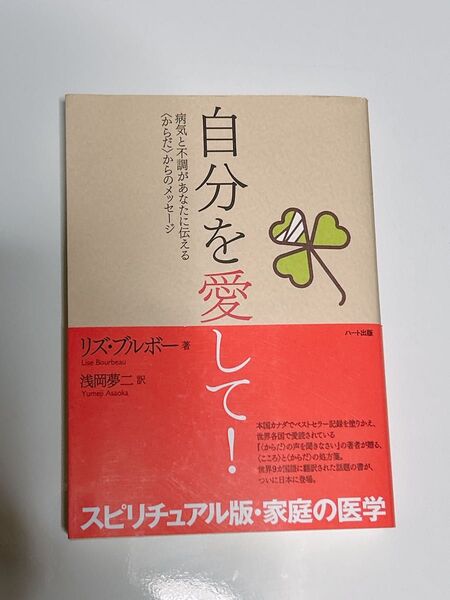 自分を愛して!
病気と不調があなたに伝える
〈からだ〉からのメッセージ
ハート出版
リズ・ブルボー 著
Lise Bourbeau
浅岡夢二 訳
Yumeji Asaoka
本国カナダでベストセラー記録を塗りかえ、
世界各国で愛読されている
『〈からだ〉の声を聞きなさい』の著者が贈る、
〈こころ〉と〈からだ〉の処方箋。
世界9か国語に翻訳された話題の書が、
ついに日本に登場。
スピリチュアル版・家庭の医学